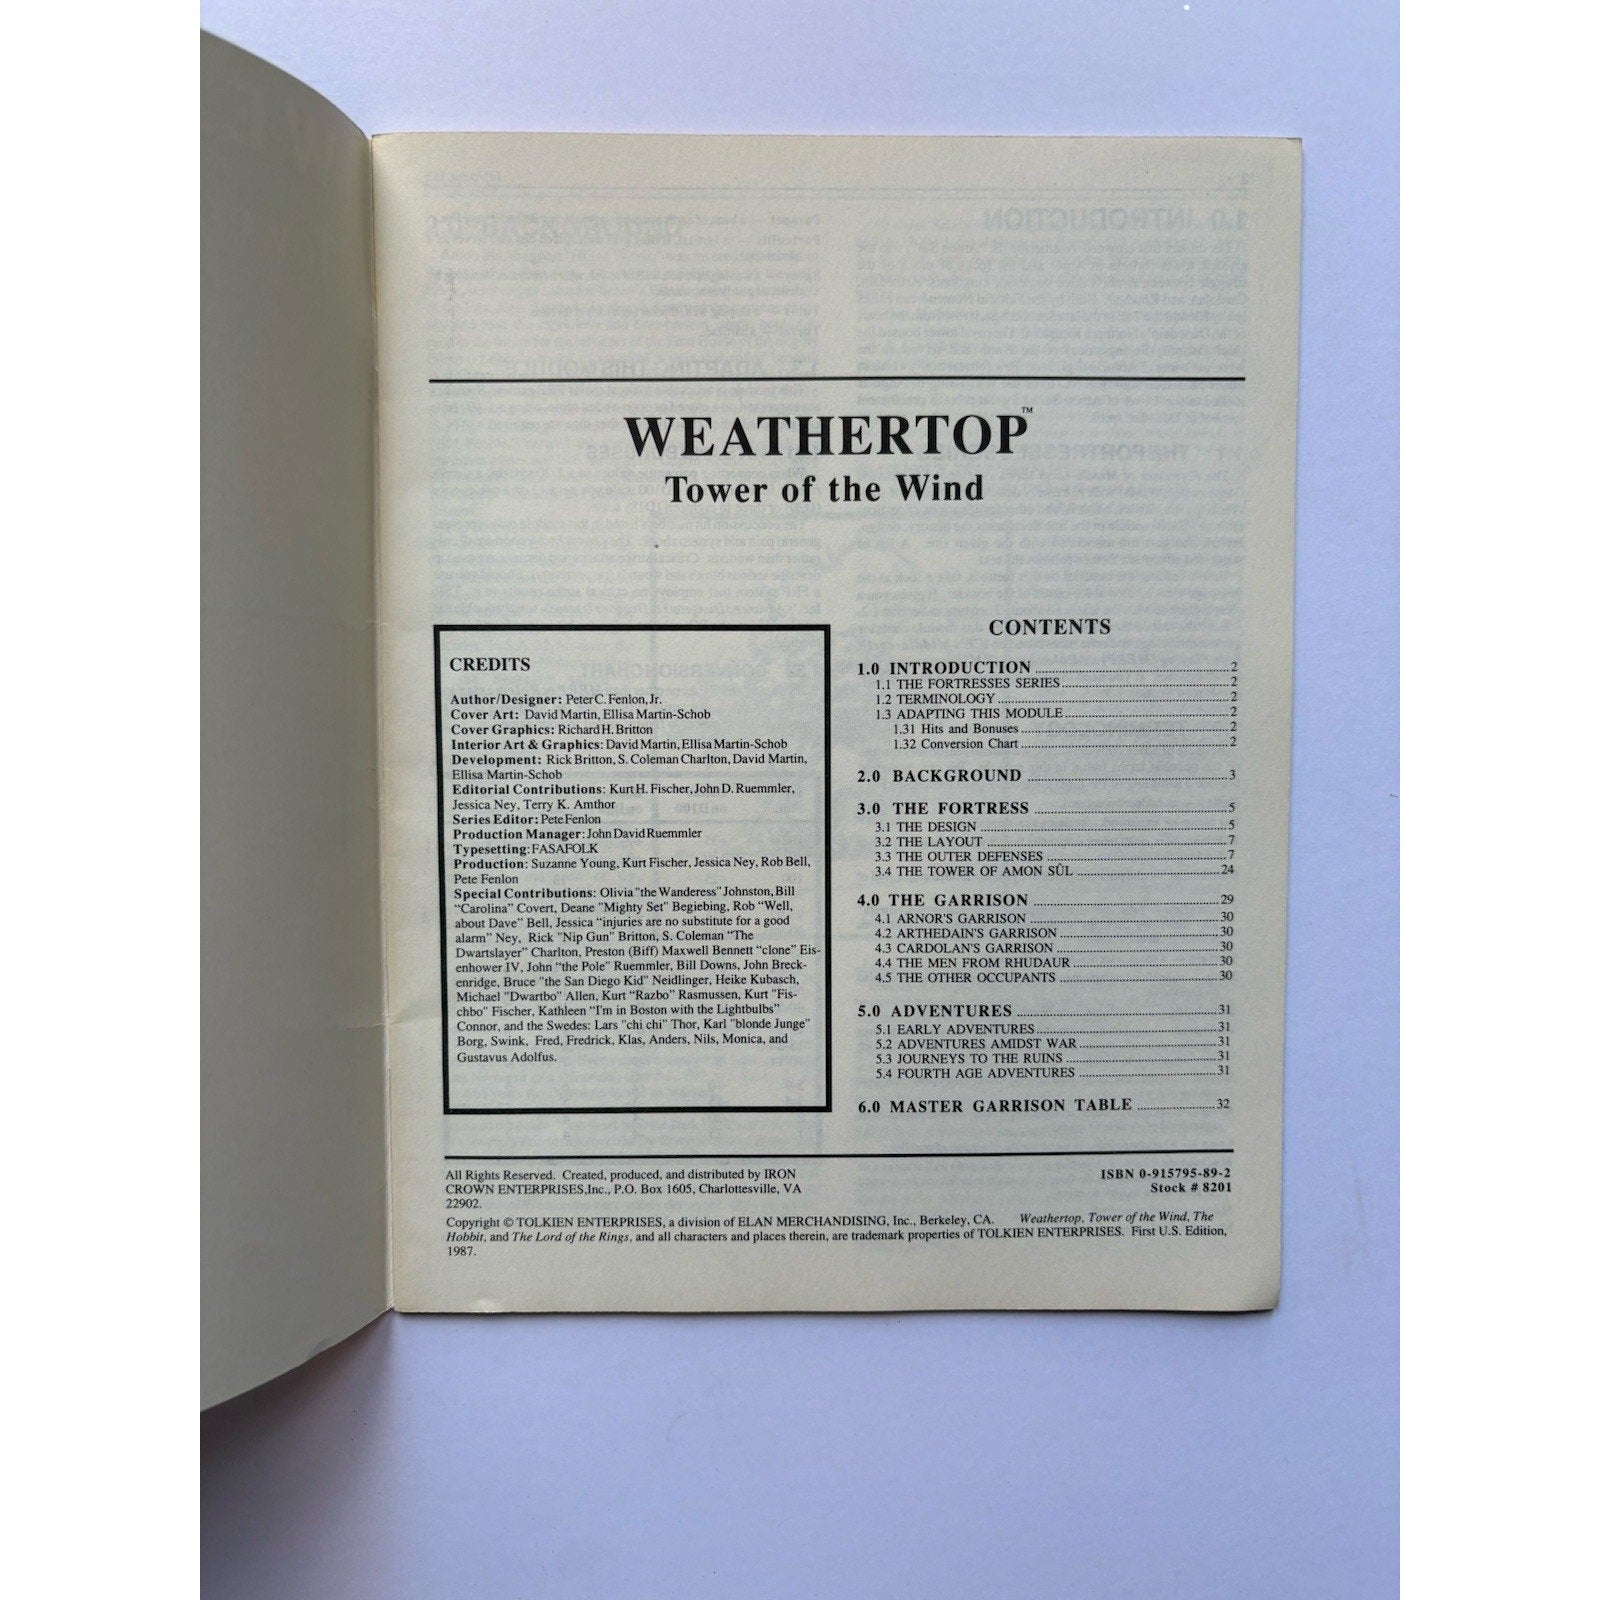 WEATHERTOP™
Tower of the Wind
CREDITS
Author/Designer: Peter C. Fenlon, Jr.
Cover Art: David Martin, Ellisa Martin-Schob
Cover Graphics: Richard H. Britton
Interior Art & Graphics: David Martin, Ellisa Martin-Schob
Development: Rick Britton, S. Coleman Charlton, David Martin,
Ellisa Martin-Schob
Editorial Contributions: Kurt H. Fischer, John D. Ruemmler,
Jessica Ney, Terry K. Amthor
Series Editor: Pete Fenlon
Production Manager: John David Ruemmler
Typesetting: FASAFOLK
Production: Suzanne Young, Kurt Fischer, Jessica Ney, Rob Bell,
Pete Fenlon
Special Contributions: Olivia "the Wanderess" Johnston, Bill
"Carolina" Covert, Deane "Mighty Set" Begiebing, Rob "Well,
about Dave" Bell, Jessica "injuries are no substitute for a good
alarm" Ney, Rick "Nip Gun" Britton, S. Coleman "The
Dwartslayer" Charlton, Preston (Biff) Maxwell Bennett "clone" Eis-
enhower IV, John "the Pole" Ruemmler, Bill Downs, John Breck-
enridge, Bruce "the San Diego Kid" Neidlinger, Heike Kubasch,
Michael "Dwartbo" Allen, Kurt "Razbo" Rasmussen, Kurt "Fis-
chbo" Fischer, Kathleen "I'm in Boston with the Lightbulbs"
Connor, and the Swedes: Lars "chi chi" Thor, Karl "blonde Junge"
Borg, Swink, Fred, Fredrick, Klas, Anders, Nils, Monica, and
Gustavus Adolfus.
CONTENTS
1.0 INTRODUCTION 2
1.1 THE FORTRESSES SERIES 2
1.2 TERMINOLOGY 2
1.3 ADAPTING THIS MODULE 2
1.31 Hits and Bonuses 2
1.32 Conversion Chart 2
2.0 BACKGROUND 3
3.0 THE FORTRESS 5
3.1 THE DESIGN 5
3.2 THE LAYOUT 7
3.3 THE OUTER DEFENSES 7
3.4 THE TOWER OF AMON SÛL 24
4.0 THE GARRISON 29
4.1 ARNOR'S GARRISON 30
4.2 ARTHEDAIN'S GARRISON 30
4.3 CARDOLAN'S GARRISON 30
4.4 THE MEN FROM RHUDAUR 30
4.5 THE OTHER OCCUPANTS 30
5.0 ADVENTURES 31
5.1 EARLY ADVENTURES 31
5.2 ADVENTURES AMIDST WAR 31
5.3 JOURNEYS TO THE RUINS 31
5.4 FOURTH AGE ADVENTURES 31
6.0 MASTER GARRISON TABLE 32
All Rights Reserved. Created, produced, and distributed by IRON
CROWN ENTERPRISES,Inc., P.O. Box 1605, Charlottesville, VA
22902.
ISBN 0-915795-89-2
Stock # 8201
Copyright © TOLKIEN ENTERPRISES, a division of ELAN MERCHANDISING, Inc., Berkeley, CA. Weathertop, Tower of the Wind, The
Hobbit, and The Lord of the Rings, and all characters and places therein, are trademark properties of TOLKIEN ENTERPRISES. First U.S. Edition,
1987.